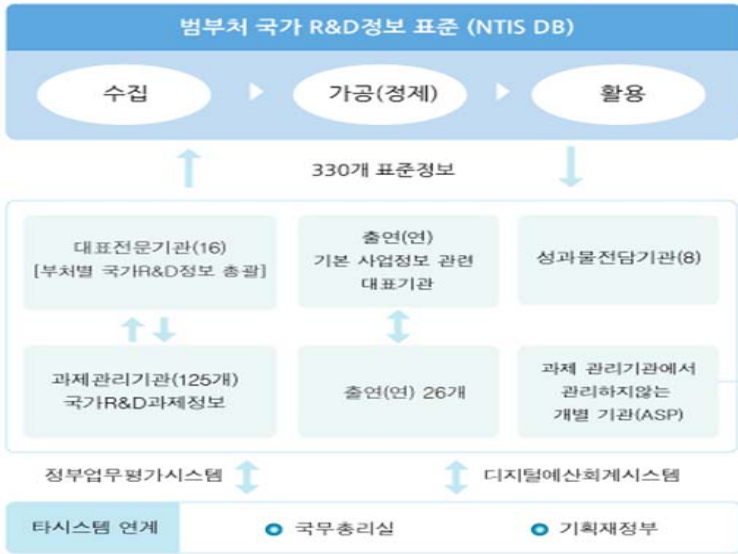 범부처 국가 R&D정보 표준 (NTIS DB)
수집
가공(정제)
활용
330개 표준정보
대표전문기관(16)
[부처별 국가R&D정보 총괄]
출연(연)
기본 사업정보 관련
대표기관
성과물전담기관(8)
과제관리기관(125개)
국가R&D과제정보
출연(연) 26개
과제 관리기관에서
관리하지않는
개별 기관(ASP)
정부업무평가시스템
디지털예산회계시스템
타시스템 연계
국무총리실
기획재정부